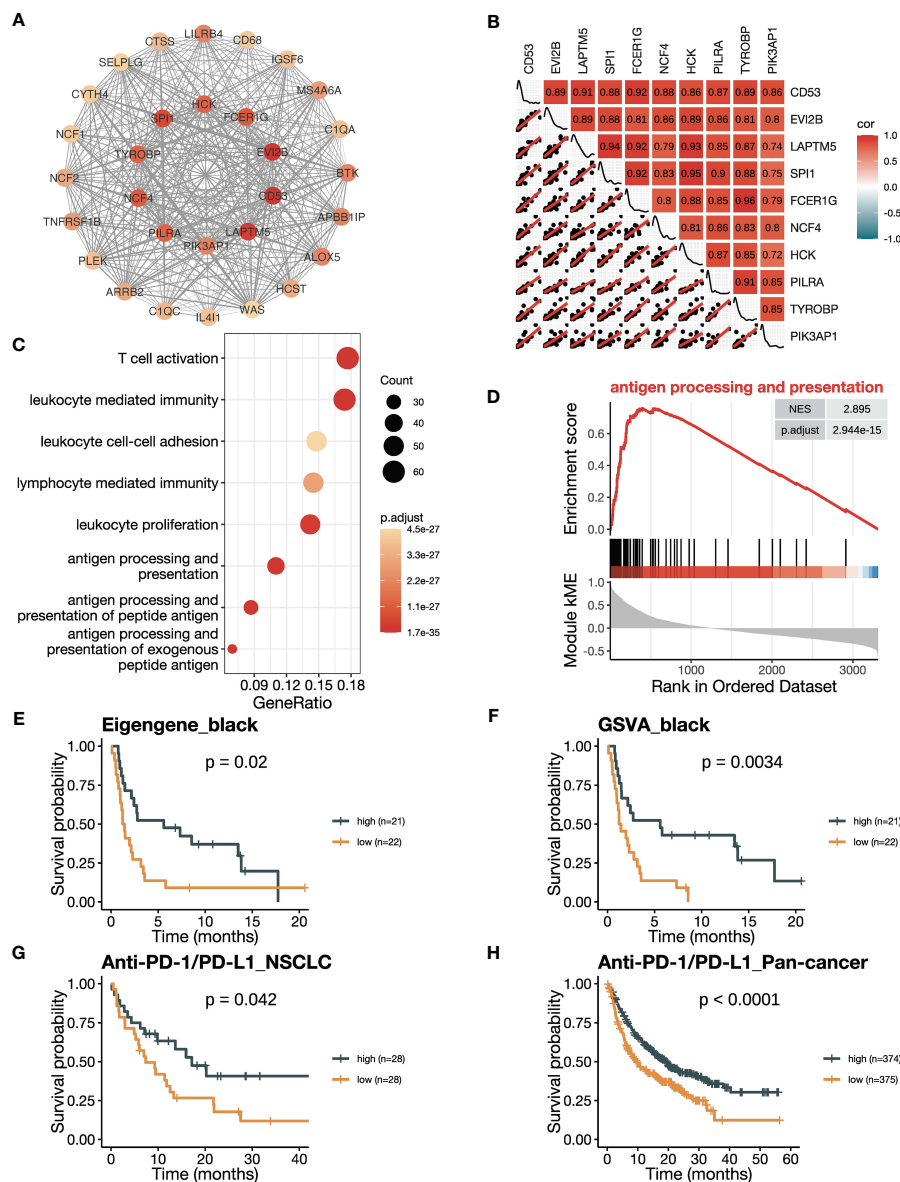 A
LILRB4
CTSS
CD68
SELPLG
IGSF6
CYTH4
MS4A6A
HCK
SPI1
FCER1G
NCF1
C1QA
EVI2B
TYROBP
NCF2
BTK
NCF4
CD53
TNFRSF1B
APBB1IP
PILRA
LAPTM5
PIK3AP1
PLEK
ALOX5
ARRB2
HCST
C1QC
IL4I1
WAS
B
CD53
EVI2B
LAPTM5
SPI1
FCER1G
NCF4
HCK
PILRA
TYROBP
PIK3AP1
0.89 0.91 0.88 0.92 0.88 0.86 0.87 0.89 0.86 CD53
0.89 0.88 0.81 0.86 0.89 0.86 0.81 0.8 EVI2B
0.94 0.92 0.79 0.93 0.85 0.87 0.74 LAPTM5
0.92 0.83 0.95 0.9 0.88 0.75 SPI1
0.8 0.88 0.85 0.96 0.79 FCER1G
0.81 0.86 0.83 0.8 NCF4
0.87 0.85 0.72 HCK
0.91 0.85 PILRA
0.85 TYROBP
PIK3AP1
cor
1.0
0.5
0.0
-0.5
-1.0
C
T cell activation
leukocyte mediated immunity
leukocyte cell-cell adhesion
lymphocyte mediated immunity
leukocyte proliferation
antigen processing and
presentation
antigen processing and
presentation of peptide antigen
antigen processing and
presentation of exogenous
peptide antigen
0.09 0.12 0.15 0.18
GeneRatio
Count
30
40
50
60
p.adjust
4.5e-27
3.3e-27
2.2e-27
1.1e-27
1.7e-35
D
antigen processing and presentation
NES 2.895
p.adjust 2.944e-15
Enrichment score
0.6
0.4
0.2
0.0
Module kME
1.0
0.5
0.0
-0.5
1000 2000 3000
Rank in Ordered Dataset
E
Eigengene_black
p = 0.02
Survival probability
1.00
0.75
0.50
0.25
0.00
0 5 10 15 20
Time (months)
high (n=21)
low (n=22)
F
GSVA_black
p = 0.0034
Survival probability
1.00
0.75
0.50
0.25
0.00
0 5 10 15 20
Time (months)
high (n=21)
low (n=22)
G
Anti-PD-1/PD-L1_NSCLC
p = 0.042
Survival probability
1.00
0.75
0.50
0.25
0.00
0 10 20 30 40
Time (months)
high (n=28)
low (n=28)
H
Anti-PD-1/PD-L1_Pan-cancer
p < 0.0001
Survival probability
1.00
0.75
0.50
0.25
0.00
0 10 20 30 40 50 60
Time (months)
high (n=374)
low (n=375)